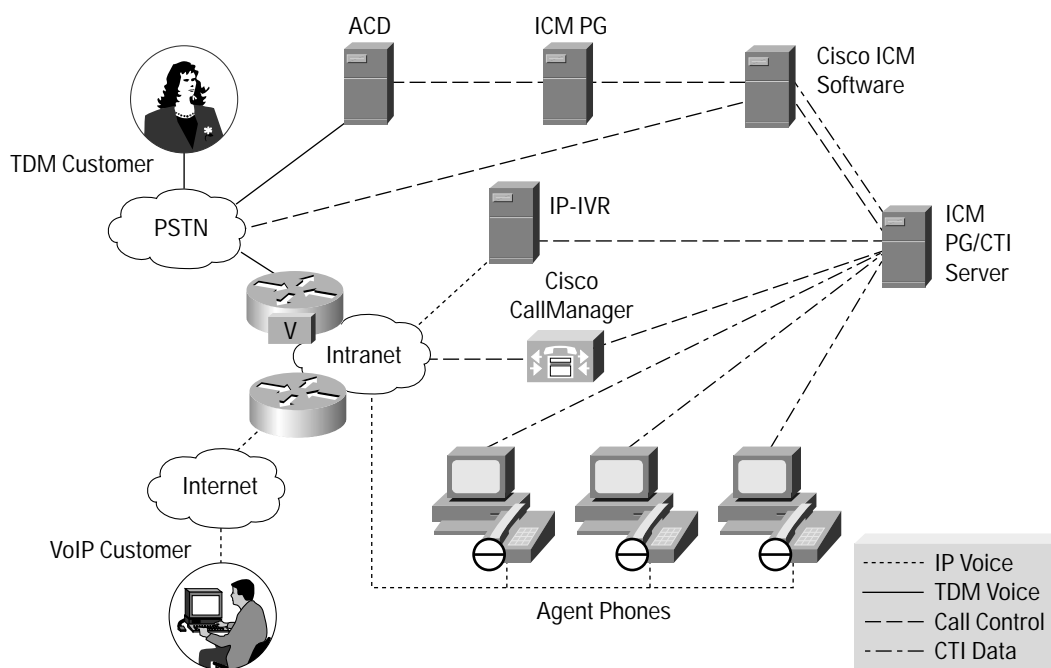 ACD
ICM PG
Cisco ICM
Software
TDM Customer
PSTN
IP-IVR
ICM
PG/CTI
Server
Cisco
CallManager
V
Intranet
Internet
VoIP Customer
Agent Phones
IP Voice
TDM Voice
Call Control
CTI Data